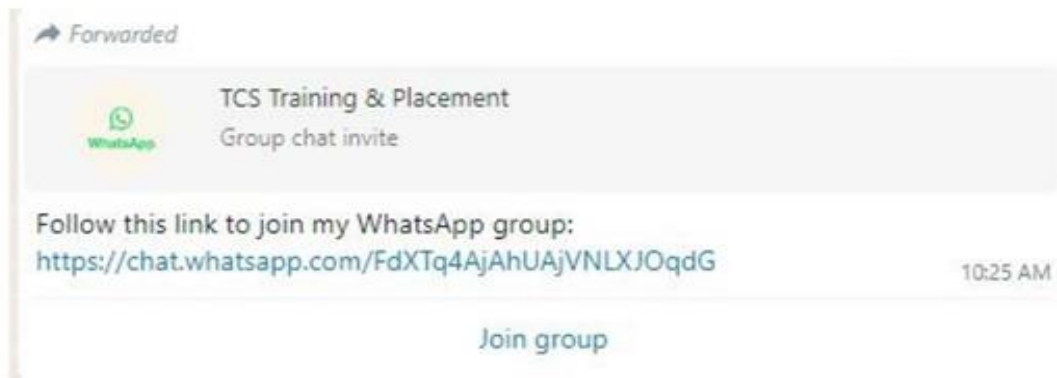 Forwarded
TCS Training & Placement
WhatsApp
Group chat invite
Follow this link to join my WhatsApp group:
https://chat.whatsapp.com/FdXTq4AjAhUAjVNLXJOqdG
10:25 AM
Join group